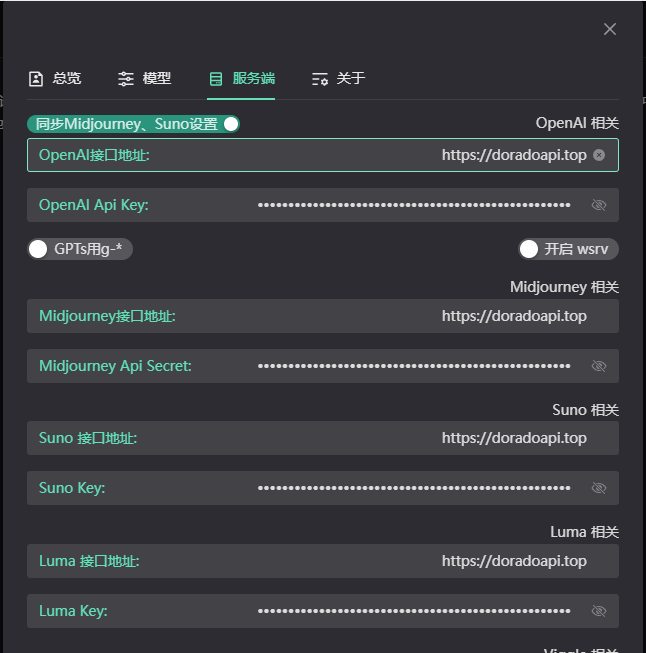 总览 模型 服务端 关于
同步Midjourney、Suno设置 OpenAI 相关
OpenAI接口地址: https://doradoapi.top
OpenAI Api Key: ••••••••••••••••••••••••••••••••••••••••••••••••••••
GPTs用g-* 开启 wsrv
Midjourney 相关
Midjourney接口地址: https://doradoapi.top
Midjourney Api Secret: ••••••••••••••••••••••••••••••••••••••••••••••••••••
Suno 相关
Suno 接口地址: https://doradoapi.top
Suno Key: ••••••••••••••••••••••••••••••••••••••••••••••••••••
Luma 相关
Luma 接口地址: https://doradoapi.top
Luma Key: ••••••••••••••••••••••••••••••••••••••••••••••••••••